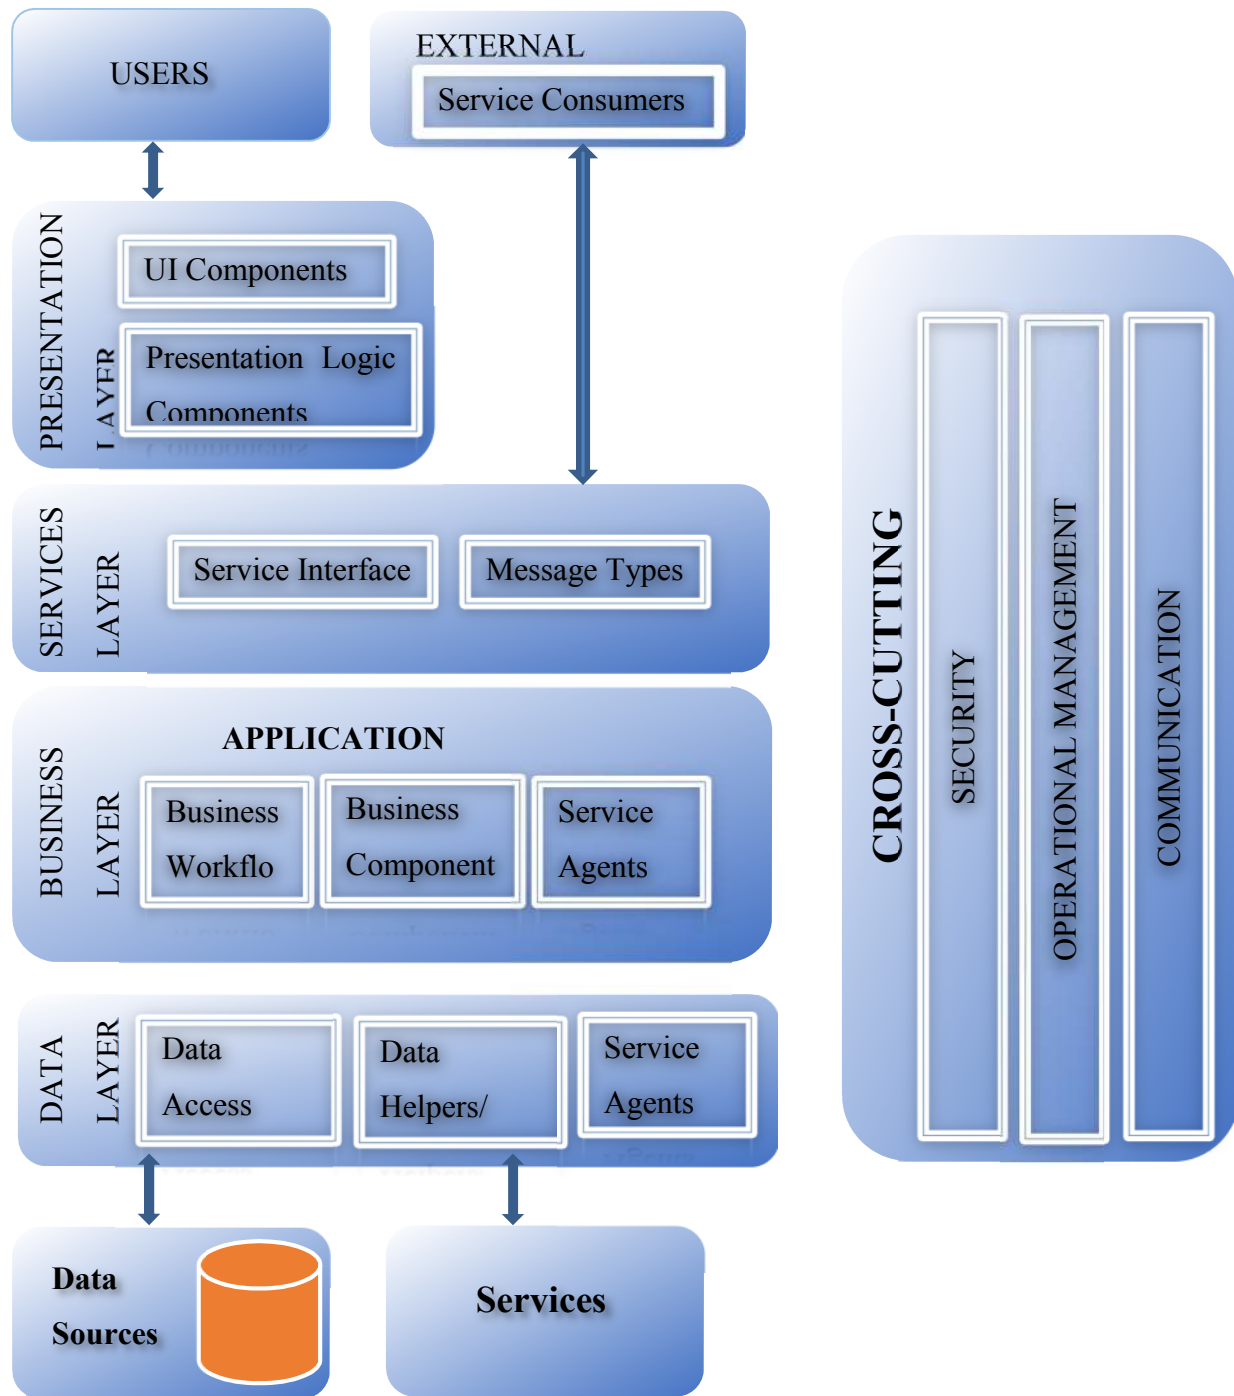 USERS
EXTERNAL
Service Consumers
PRESENTATION
LAYER
UI Components
Presentation Logic
Components
SERVICES
LAYER
Service Interface
Message Types
BUSINESS
LAYER
APPLICATION
Business
Workflo
Business
Component
Service
Agents
DATA
LAYER
Data
Access
Data
Helpers/
Service
Agents
Data
Sources
Services
CROSS-CUTTING
SECURITY
OPERATIONAL MANAGEMENT
COMMUNICATION